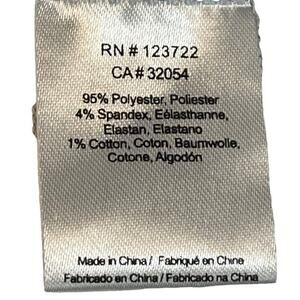 RN # 123722
CA # 32054
95% Polyester, Poliester
4% Spandex, Eélasthanne,
Elastan, Elastano
1% Cotton, Coton, Baumwolle,
Cotone, Algodón
Made in China / Fabriqué en Chine
Fabricado en China / Fabricado na China